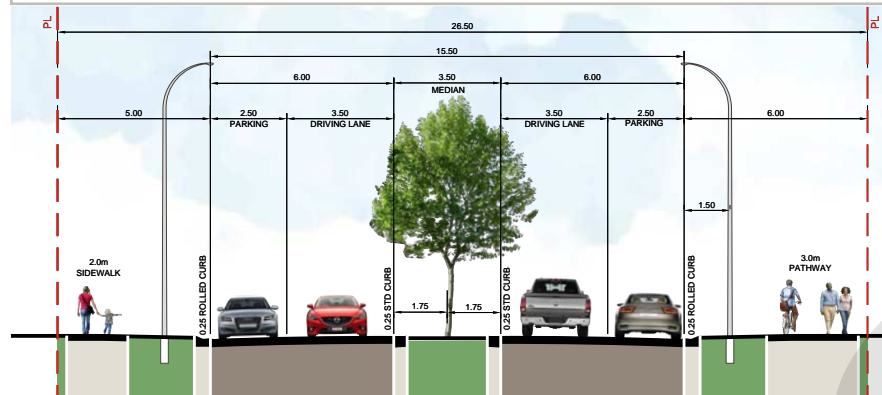 PL
PL
26.50
15.50
6.00
3.50
6.00
MEDIAN
5.00
2.50
3.50
3.50
2.50
6.00
PARKING
DRIVING LANE
DRIVING LANE
PARKING
1.50
2.0m
SIDEWALK
3.0m
PATHWAY
0.25 ROLLED CURB
0.25 STD CURB
1.75
1.75
0.25 STD CURB
0.25 ROLLED CURB